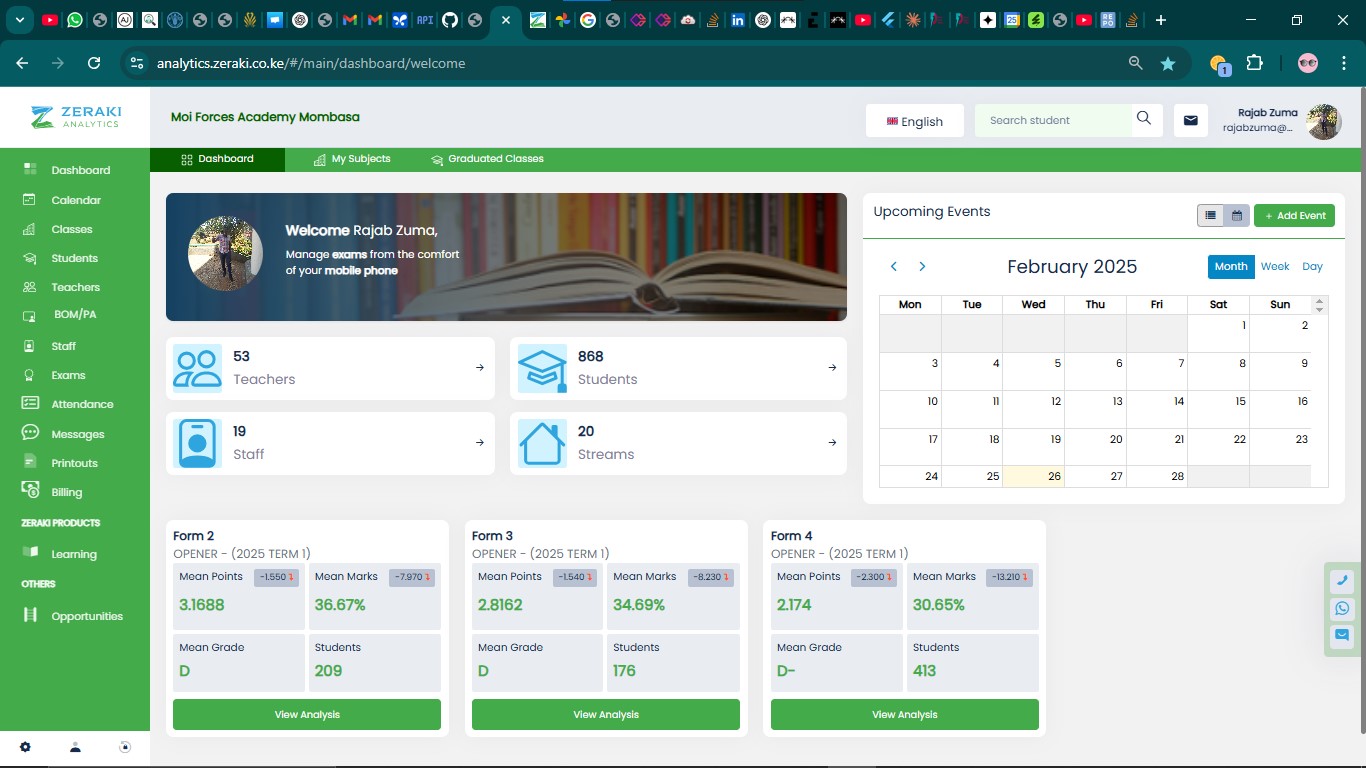 analytics.zeraki.co.ke/#/main/dashboard/welcome
1
ZERAKI
ANALYTICS
Moi Forces Academy Mombasa
English
Search student
Rajab Zuma
rajabzuma@...
Dashboard
My Subjects
Graduated Classes
Dashboard
Calendar
Classes
Students
Teachers
BOM/PA
Staff
Exams
Attendance
Messages
Printouts
Billing
ZERAKI PRODUCTS
Learning
OTHERS
Opportunities
Welcome Rajab Zuma,
Manage exams from the comfort
of your mobile phone
53
Teachers
868
Students
19
Staff
20
Streams
Upcoming Events
+ Add Event
February 2025
Month Week Day
Mon Tue Wed Thu Fri Sat Sun
1 2
3 4 5 6 7 8 9
10 11 12 13 14 15 16
17 18 19 20 21 22 23
24 25 26 27 28
Form 2
OPENER - (2025 TERM 1)
Mean Points -1.550
3.1688
Mean Marks -7.970
36.67%
Mean Grade
D
Students
209
View Analysis
Form 3
OPENER - (2025 TERM 1)
Mean Points -1.540
2.8162
Mean Marks -8.230
34.69%
Mean Grade
D
Students
176
View Analysis
Form 4
OPENER - (2025 TERM 1)
Mean Points -2.300
2.174
Mean Marks -13.210
30.65%
Mean Grade
D-
Students
413
View Analysis